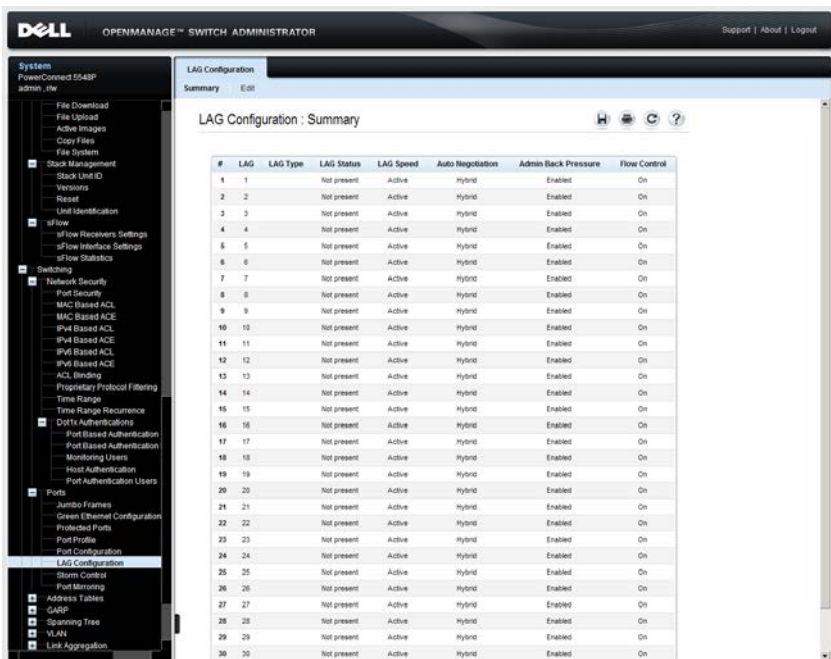 DELL OPENMANAGE™ SWITCH ADMINISTRATOR
Support | About | Logout
System
PowerConnect 5548P
admin , r/w
File Download
File Upload
Active Images
Copy Files
File System
Stack Management
Stack Unit ID
Versions
Reset
Unit Identification
sFlow
sFlow Receivers Settings
sFlow Interface Settings
sFlow Statistics
Switching
Network Security
Port Security
MAC Based ACL
MAC Based ACE
IPv4 Based ACL
IPv4 Based ACE
IPv6 Based ACL
IPv6 Based ACE
ACL Binding
Proprietary Protocol Filtering
Time Range
Time Range Recurrence
Dot1x Authentications
Port Based Authentication
Port Based Authentication
Monitoring Users
Host Authentication
Port Authentication Users
Ports
Jumbo Frames
Green Ethernet Configuration
Protected Ports
Port Profile
Port Configuration
LAG Configuration
Storm Control
Port Mirroring
Address Tables
GARP
Spanning Tree
VLAN
Link Aggregation
LAG Configuration
Summary Edit
LAG Configuration : Summary
# LAG LAG Type LAG Status LAG Speed Auto Negotiation Admin Back Pressure Flow Control
1 1 Not present Active Hybrid Enabled On
2 2 Not present Active Hybrid Enabled On
3 3 Not present Active Hybrid Enabled On
4 4 Not present Active Hybrid Enabled On
5 5 Not present Active Hybrid Enabled On
6 6 Not present Active Hybrid Enabled On
7 7 Not present Active Hybrid Enabled On
8 8 Not present Active Hybrid Enabled On
9 9 Not present Active Hybrid Enabled On
10 10 Not present Active Hybrid Enabled On
11 11 Not present Active Hybrid Enabled On
12 12 Not present Active Hybrid Enabled On
13 13 Not present Active Hybrid Enabled On
14 14 Not present Active Hybrid Enabled On
15 15 Not present Active Hybrid Enabled On
16 16 Not present Active Hybrid Enabled On
17 17 Not present Active Hybrid Enabled On
18 18 Not present Active Hybrid Enabled On
19 19 Not present Active Hybrid Enabled On
20 20 Not present Active Hybrid Enabled On
21 21 Not present Active Hybrid Enabled On
22 22 Not present Active Hybrid Enabled On
23 23 Not present Active Hybrid Enabled On
24 24 Not present Active Hybrid Enabled On
25 25 Not present Active Hybrid Enabled On
26 26 Not present Active Hybrid Enabled On
27 27 Not present Active Hybrid Enabled On
28 28 Not present Active Hybrid Enabled On
29 29 Not present Active Hybrid Enabled On
30 30 Not present Active Hybrid Enabled On